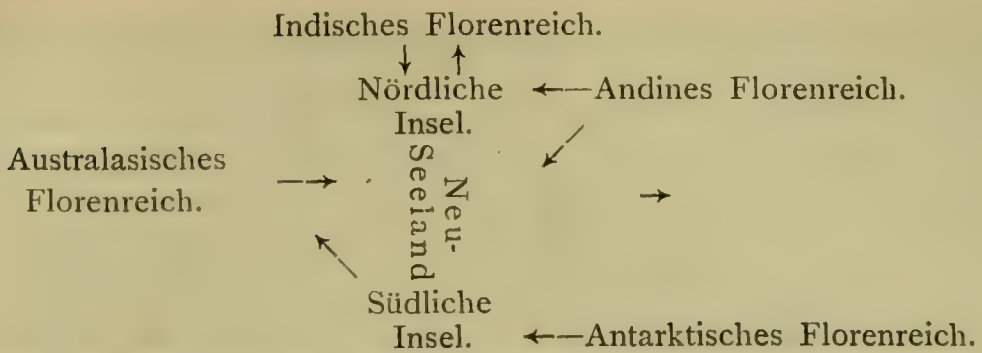 Indisches Florenreich.
↓ ↑
Nördliche ←—Andines Florenreich.
Insel.
↙
Australasisches
Florenreich.
—→
→
Neu-
Seeland
↖
Südliche
Insel. ←—Antarktisches Florenreich.